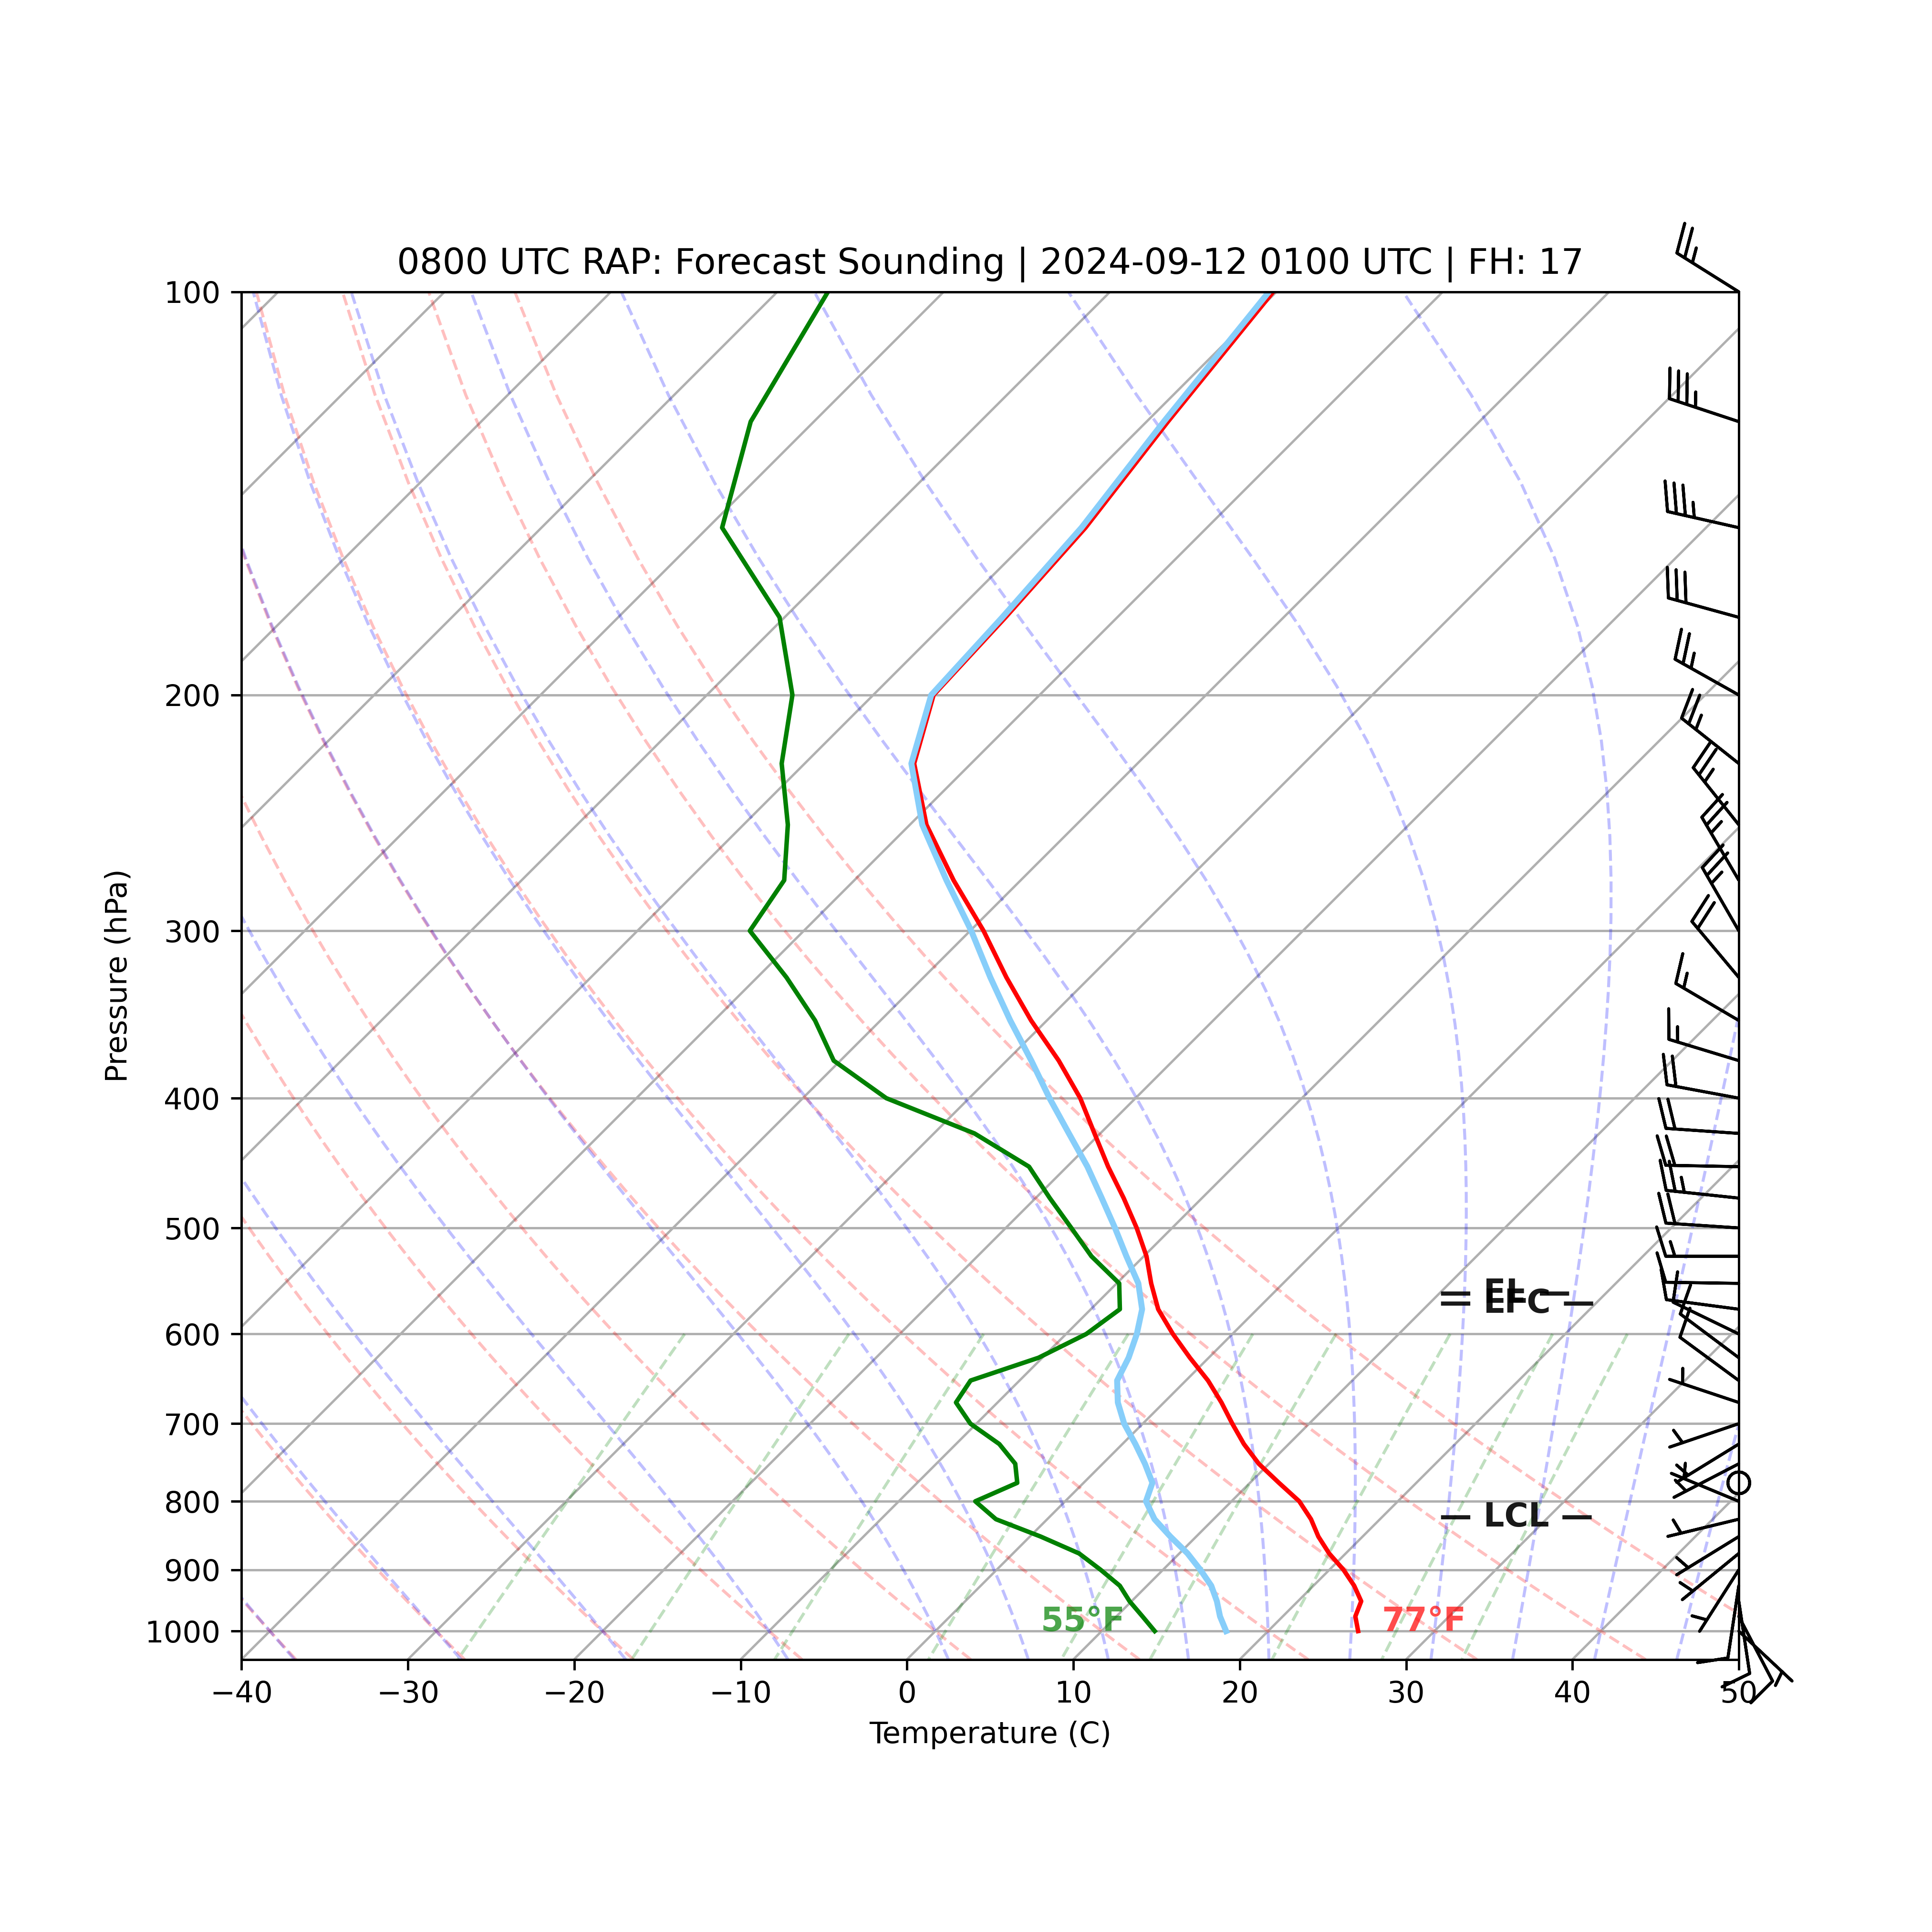 0800 UTC RAP: Forecast Sounding | 2024-09-12 0100 UTC | FH: 17
100
200
300
400
500
600
700
800
900
1000
Pressure (hPa)
— EL —
— LFC —
— LCL —
55°F
77°F
−40
−30
−20
−10
0
10
20
30
40
50
Temperature (C)